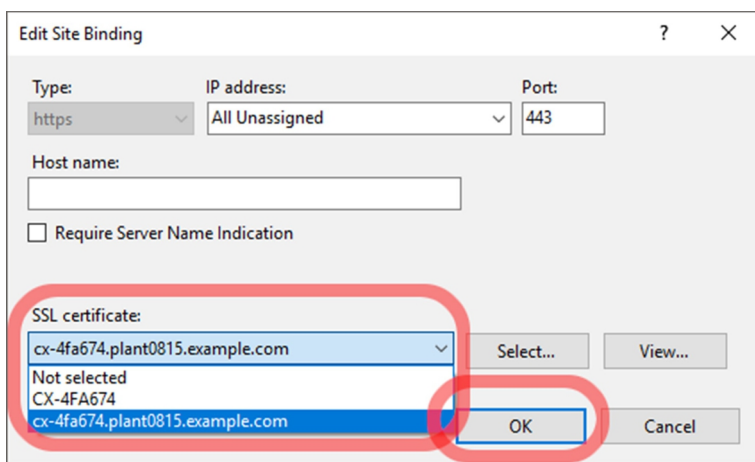 Edit Site Binding
?
Type:
IP address:
Port:
https
All Unassigned
443
Host name:
Require Server Name Indication
SSL certificate:
cx-4fa674.plant0815.example.com
Select...
View...
Not selected
CX-4FA674
cx-4fa674.plant0815.example.com
OK
Cancel